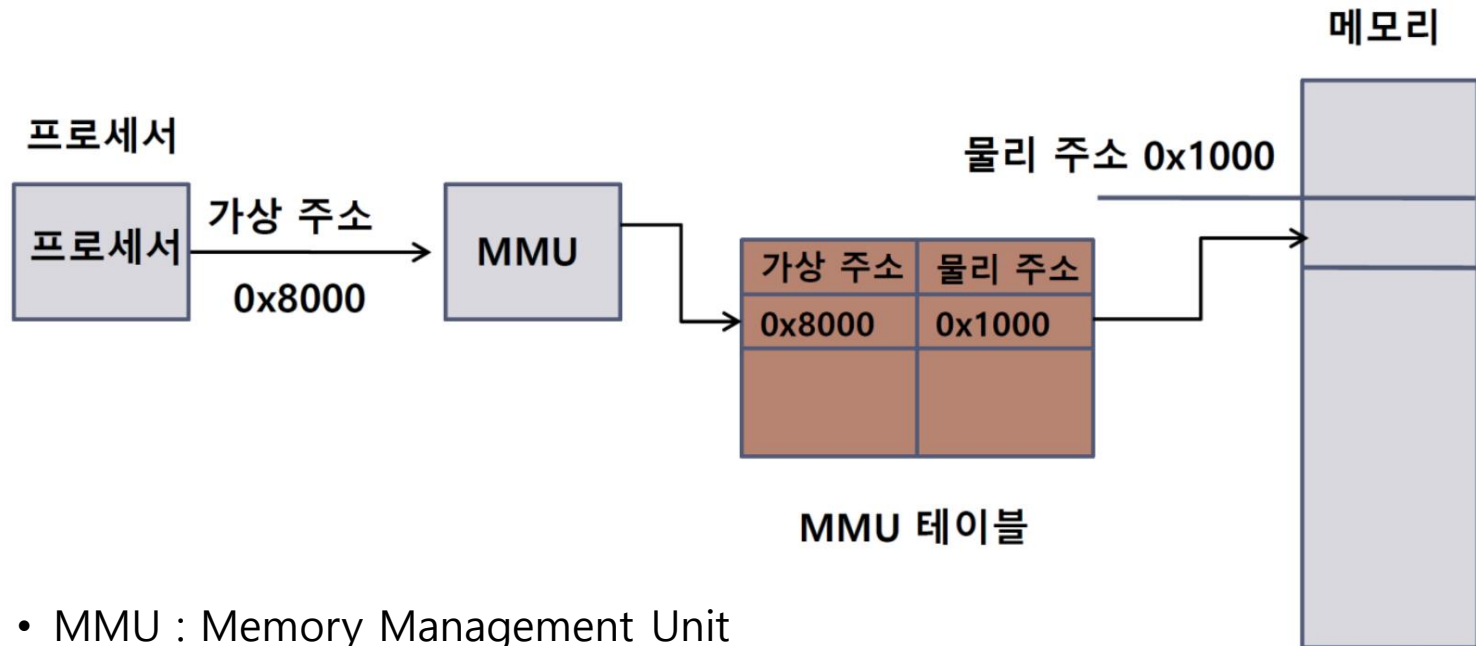 메모리
프로세서
물리 주소 0x1000
프로세서
가상 주소
0x8000
MMU
가상 주소 물리 주소
0x8000 0x1000
MMU 테이블
• MMU : Memory Management Unit